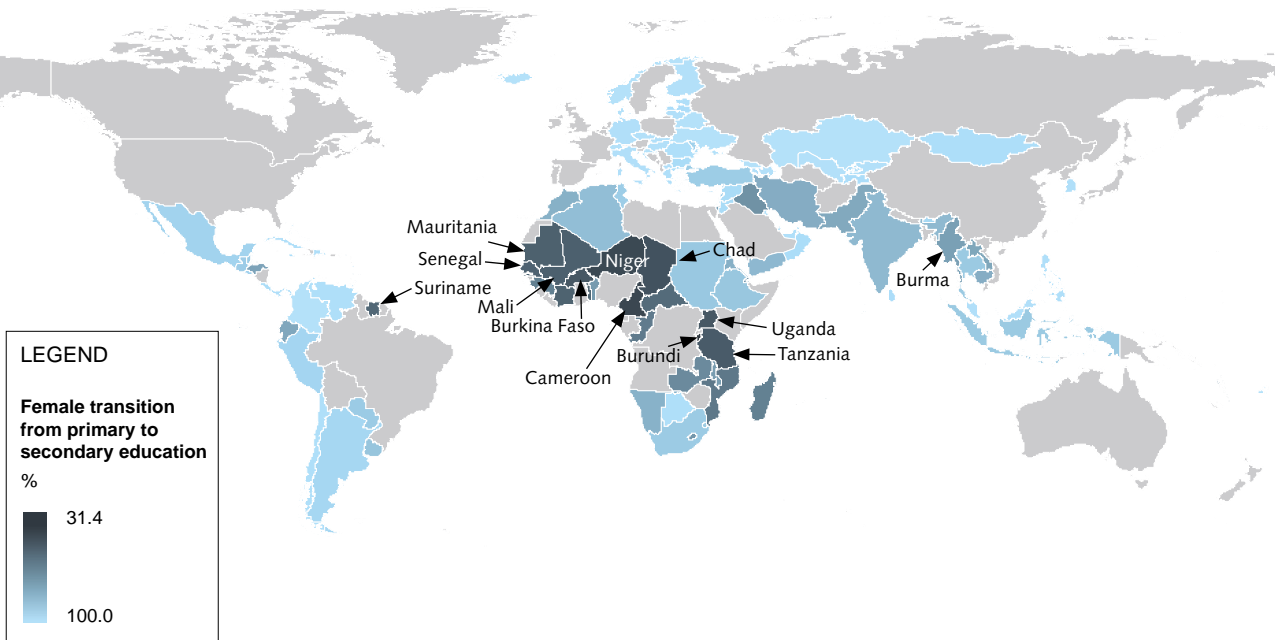 Mauritania
Senegal
Suriname
Mali
Burkina Faso
Niger
Chad
Burma
Uganda
Burundi
Tanzania
Cameroon
LEGEND
Female transition
from primary to
secondary education
%
31.4
100.0